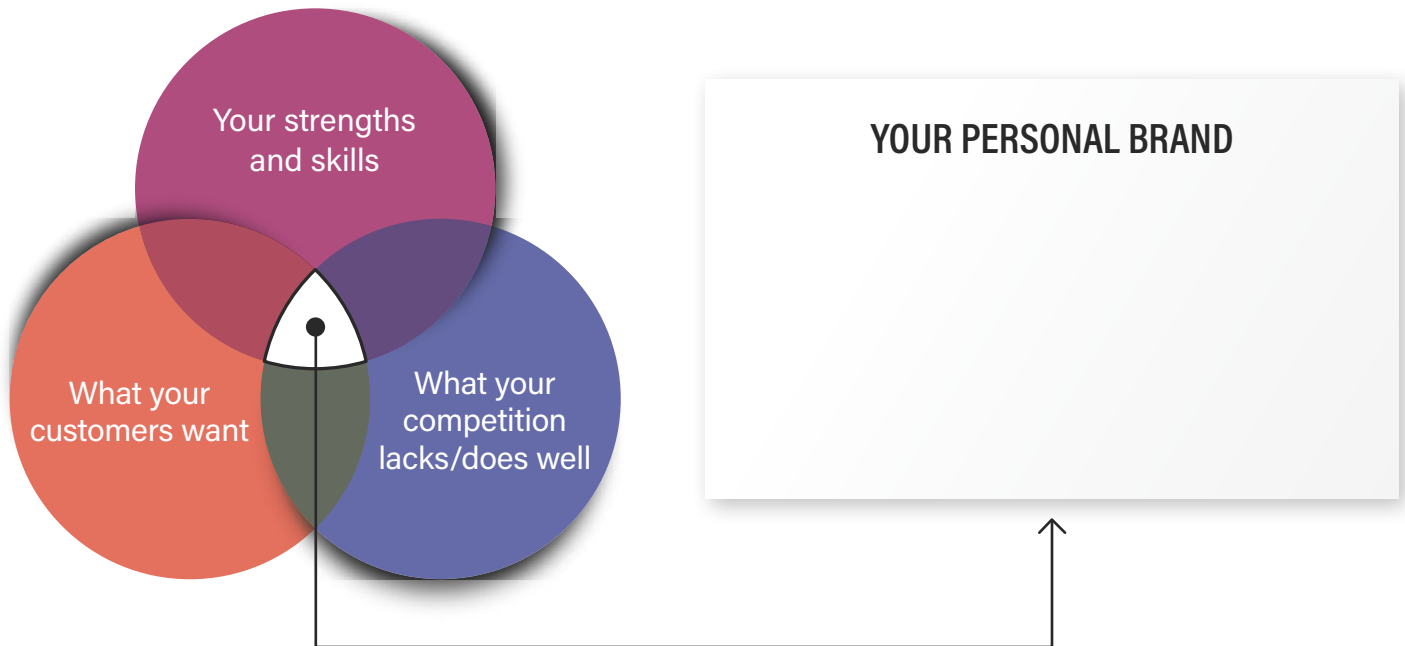 Your strengths
and skills
What your
customers want
What your
competition
lacks/does well
YOUR PERSONAL BRAND